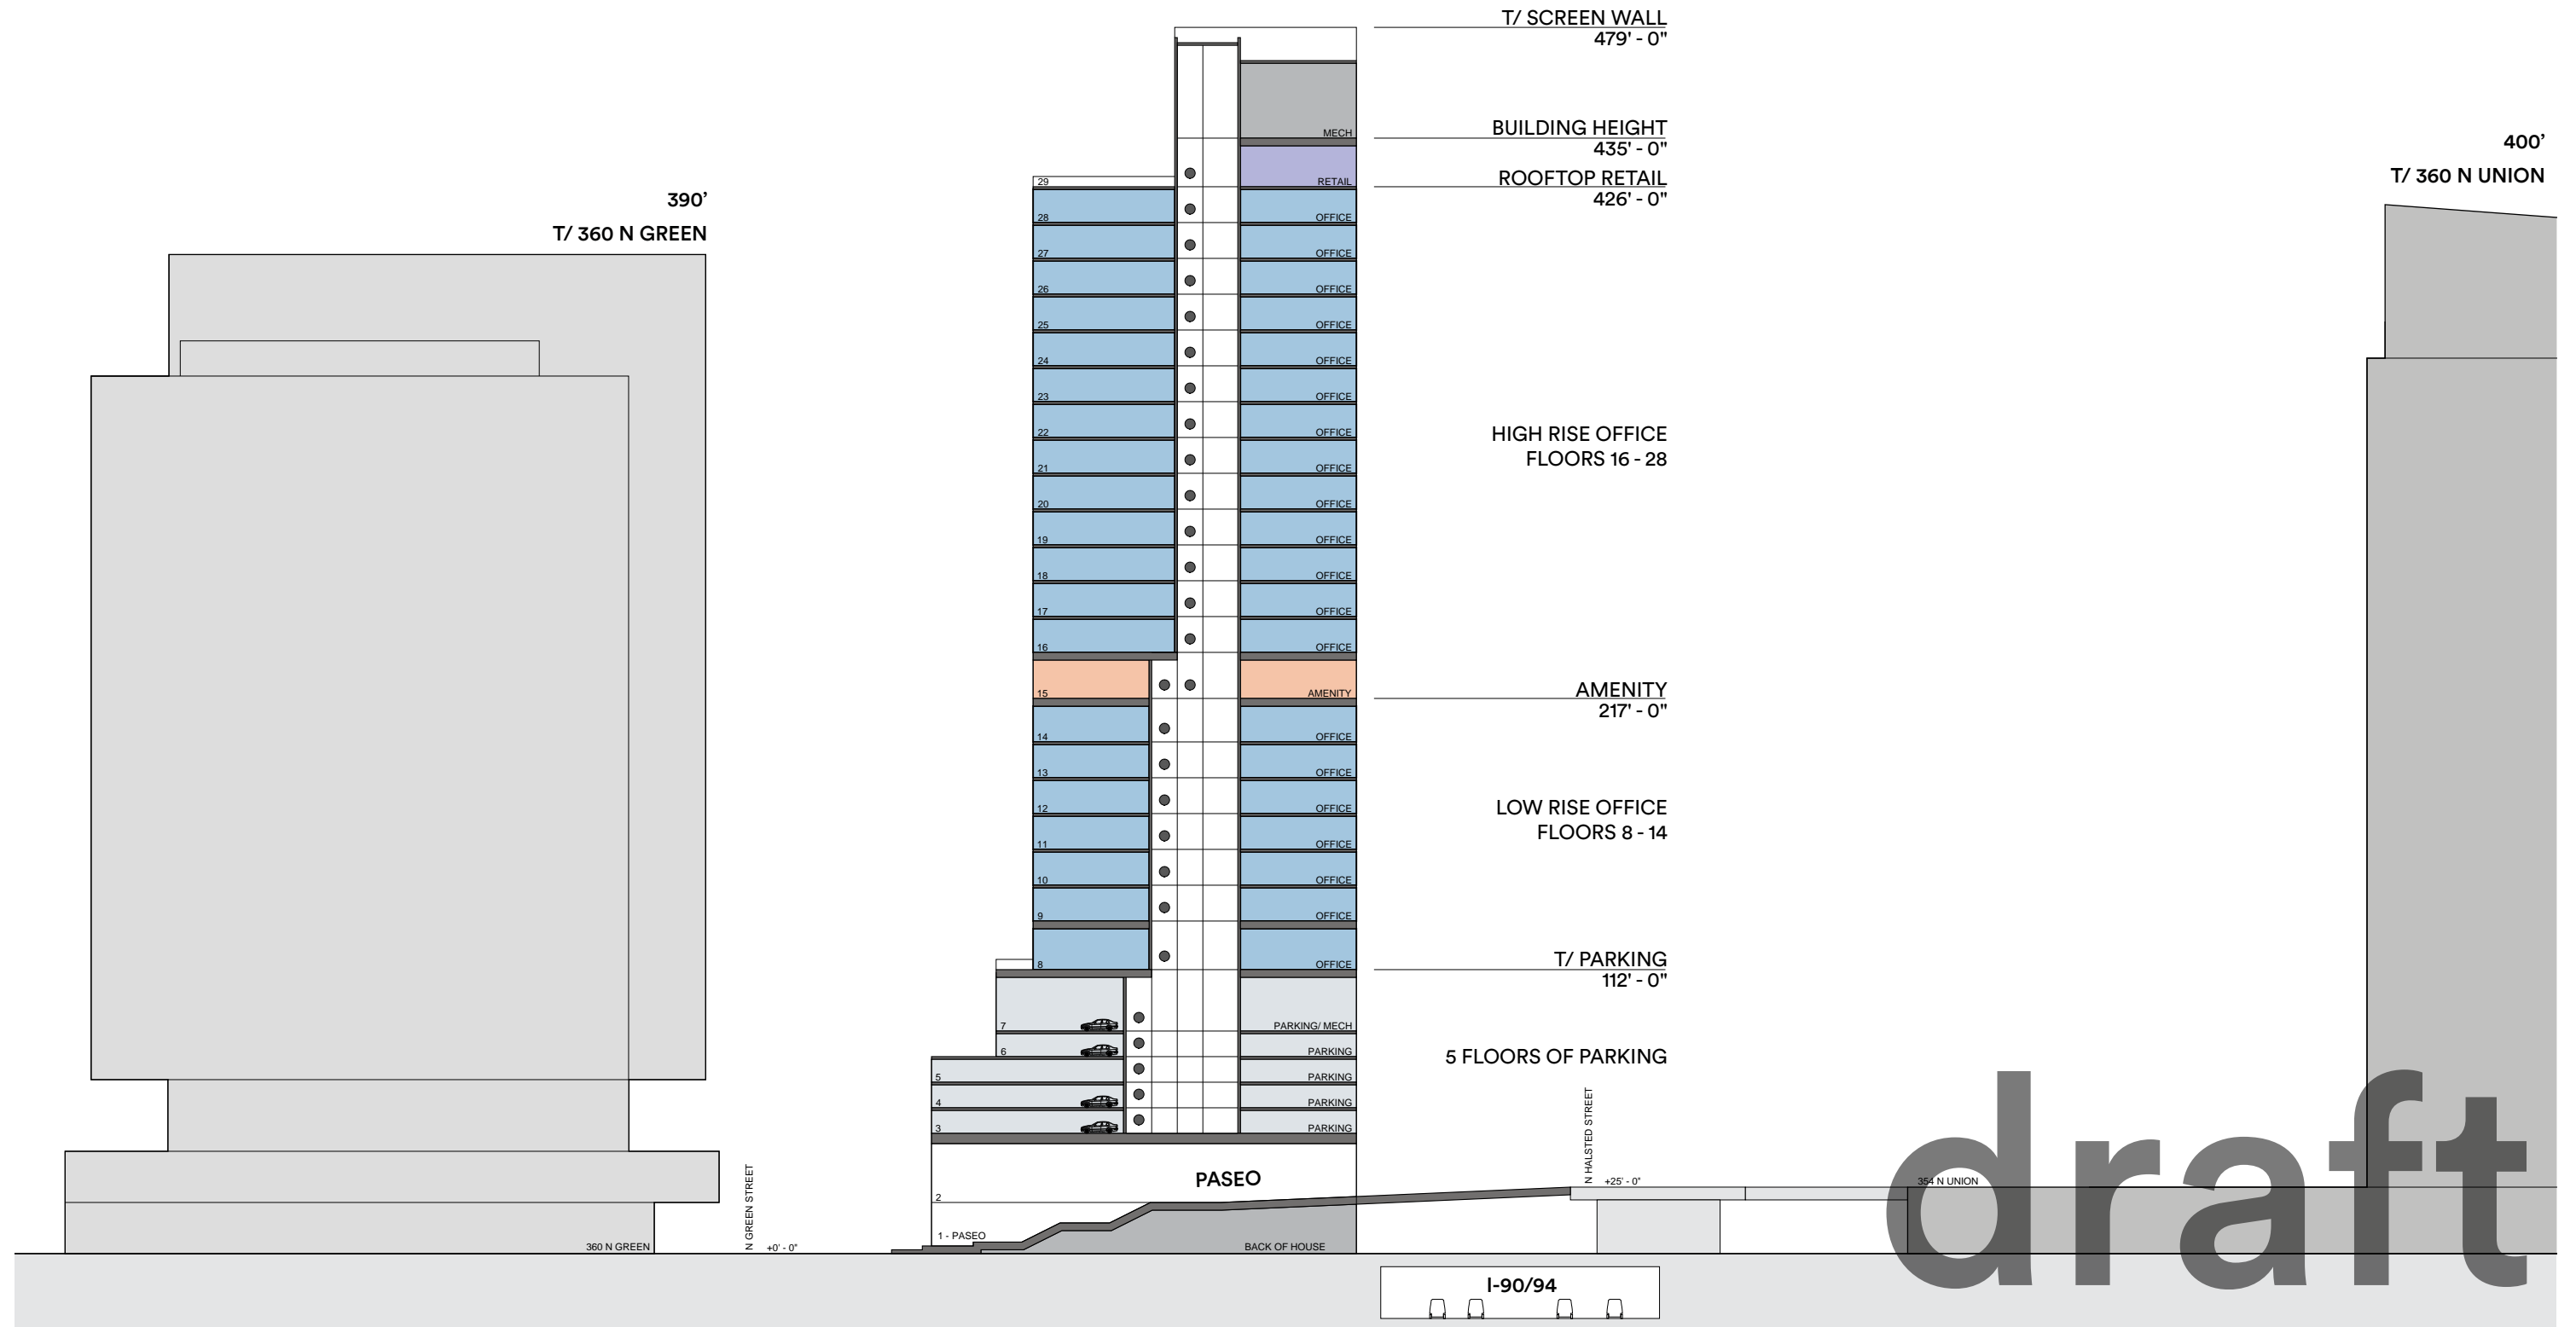 T/ SCREEN WALL
479' - 0"
MECH
BUILDING HEIGHT
435' - 0"
400’
T/ 360 N UNION
RETAIL
ROOFTOP RETAIL
426' - 0"
390’
T/ 360 N GREEN
29
28 OFFICE
27 OFFICE
26 OFFICE
25 OFFICE
24 OFFICE
23 OFFICE
22 OFFICE
HIGH RISE OFFICE
FLOORS 16 - 28
21 OFFICE
20 OFFICE
19 OFFICE
18 OFFICE
17 OFFICE
16 OFFICE
15 AMENITY
AMENITY
217' - 0"
14 OFFICE
13 OFFICE
12 OFFICE
LOW RISE OFFICE
FLOORS 8 - 14
11 OFFICE
10 OFFICE
9 OFFICE
8 OFFICE
T/ PARKING
112' - 0"
7 PARKING/ MECH
6 PARKING
5 FLOORS OF PARKING
5 PARKING
4 PARKING
3 PARKING
PASEO
2
1 - PASEO
BACK OF HOUSE
360 N GREEN
N GREEN STREET
+0' - 0"
N HALSTED STREET
+25' - 0"
354 N UNION
I-90/94
draft